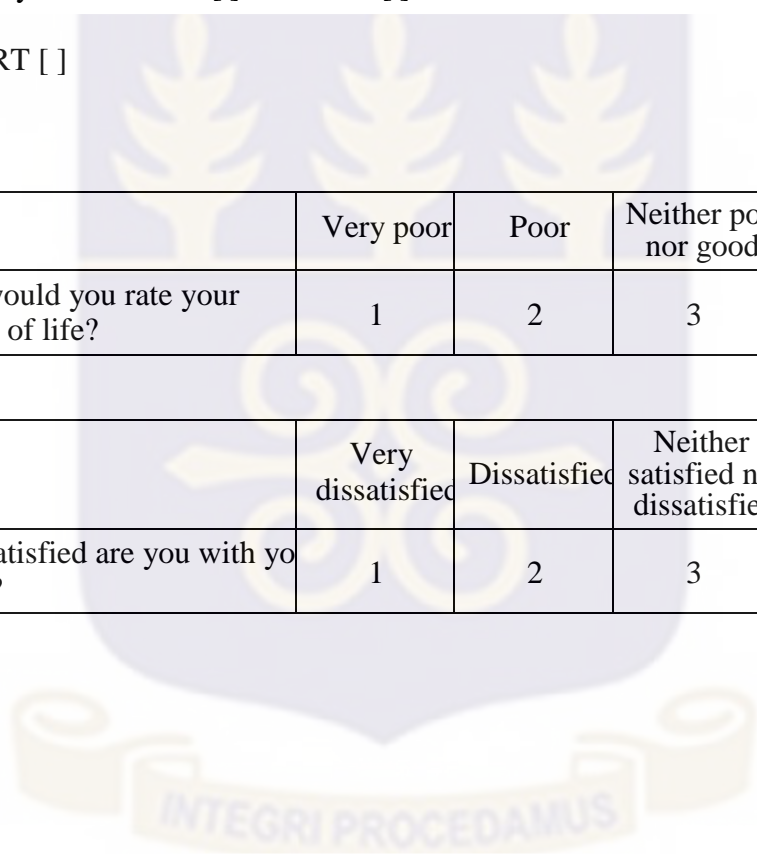 RT [ ]
Very poor Poor Neither po
nor good
ould you rate your
of life? 1 2 3
Very
dissatisfied Dissatisfied Neither
satisfied n
dissatisfie
atisfied are you with yo
? 1 2 3
INTEGRI PROCEDAMUS